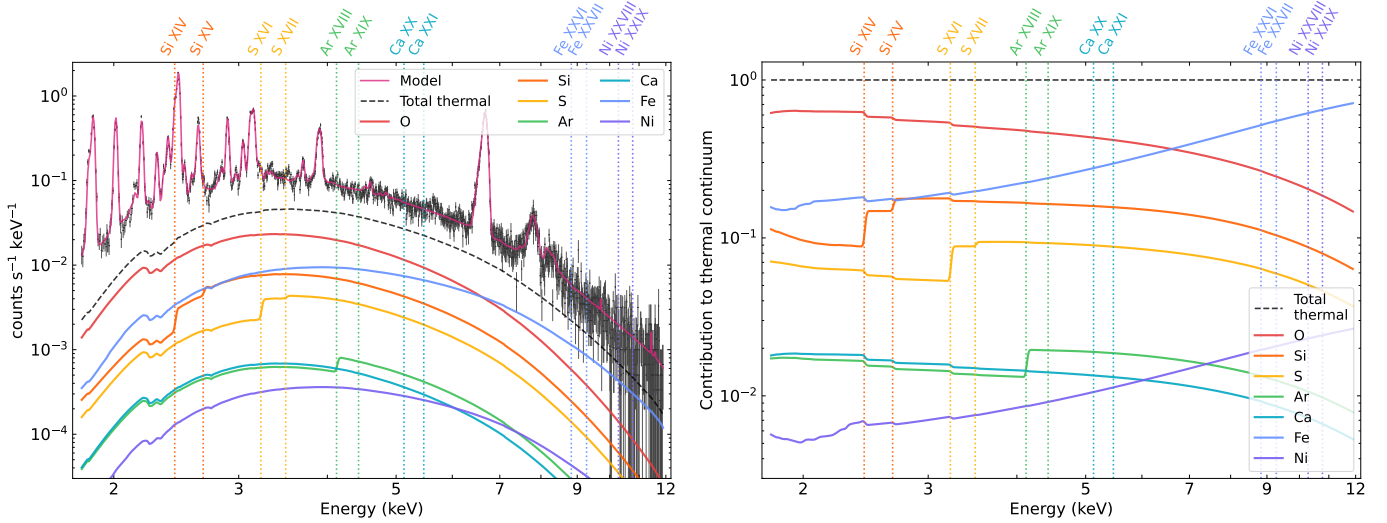 Si XIV
Si XV
S XVI
S XVII
Ar XVIII
Ar XIX
Ca XX
Ca XXI
Fe XXVI
Fe XXVII
Ni XXVIII
Ni XXIX
Model
Total thermal
O
Si
S
Ar
Ca
Fe
Ni
10⁰
10⁻¹
10⁻²
10⁻³
10⁻⁴
counts s⁻¹ keV⁻¹
2
3
5
7
9
12
Energy (keV)
Si XIV
Si XV
S XVI
S XVII
Ar XVIII
Ar XIX
Ca XX
Ca XXI
Fe XXVI
Fe XXVII
Ni XXVIII
Ni XXIX
10⁰
10⁻¹
10⁻²
Contribution to thermal continuum
Total
thermal
O
Si
S
Ar
Ca
Fe
Ni
2
3
5
7
9
12
Energy (keV)